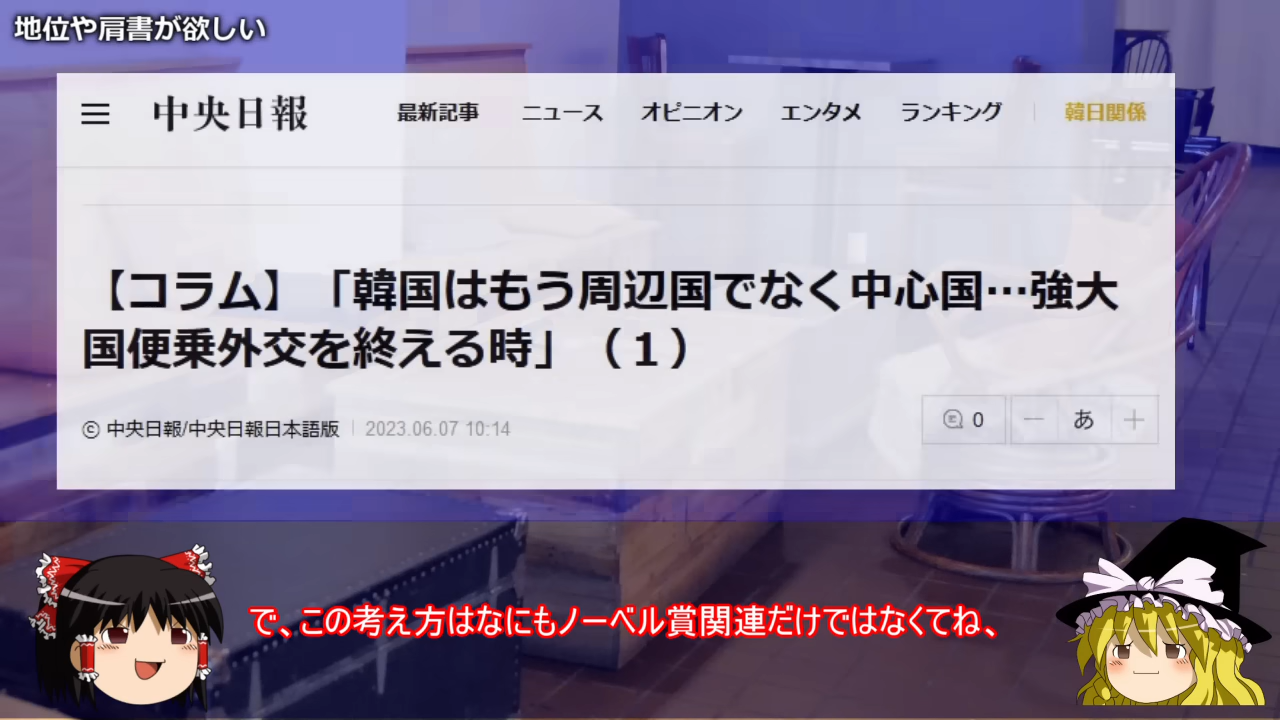 地位や肩書が欲しい
中央日報 最新記事 ニュース オピニオン エンタメ ランキング 韓日関係
【コラム】「韓国はもう周辺国でなく中心国…強大
国便乗外交を終える時」（１）
ⓒ 中央日報/中央日報日本語版 2023.06.07 10:14
0 － あ ＋
で、この考え方はなにもノーベル賞関連だけではなくてね、